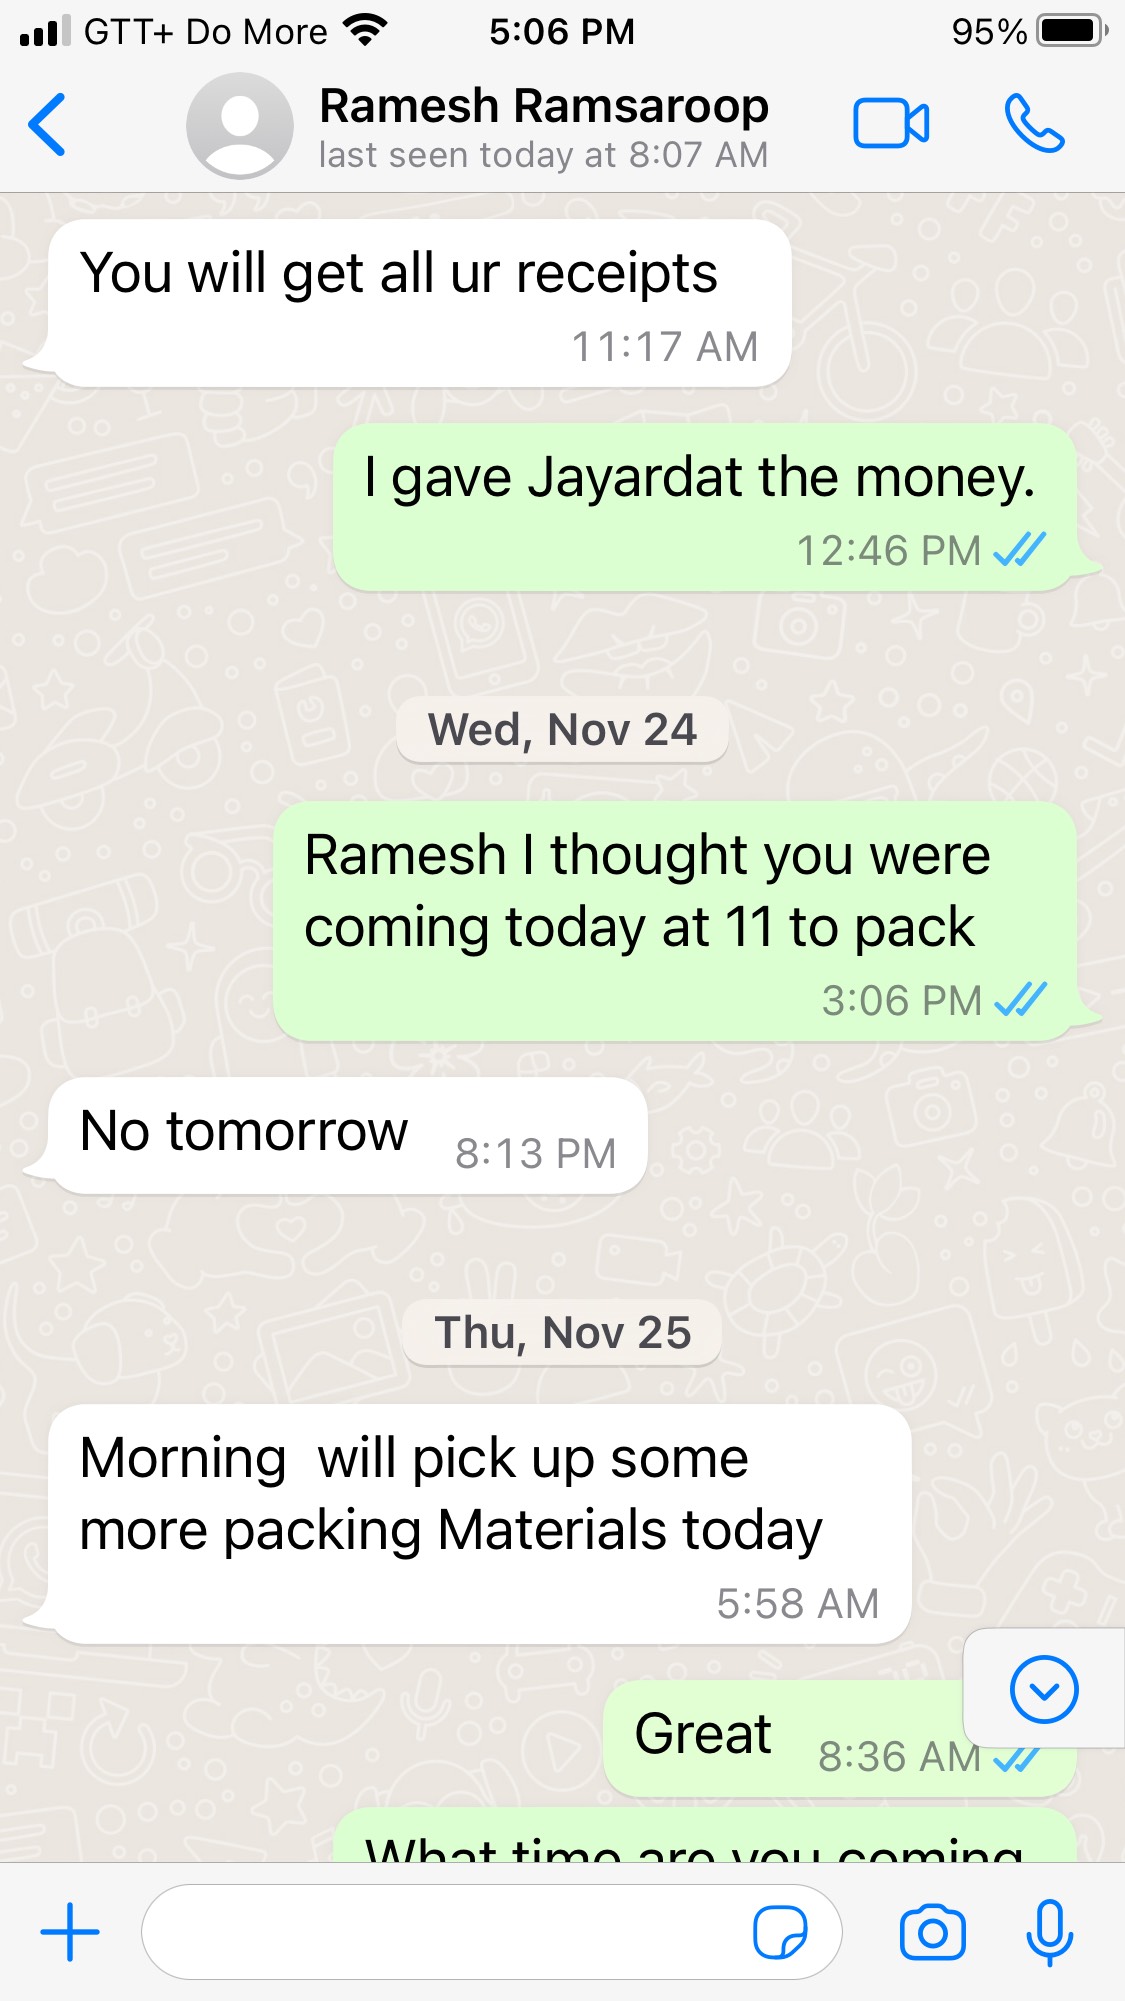 GTT+ Do More 5:06 PM 95%
Ramesh Ramsaroop
last seen today at 8:07 AM
You will get all ur receipts
11:17 AM
I gave Jayardat the money.
12:46 PM
Wed, Nov 24
Ramesh I thought you were
coming today at 11 to pack
3:06 PM
No tomorrow 8:13 PM
Thu, Nov 25
Morning  will pick up some
more packing Materials today
5:58 AM
Great 8:36 AM
What time are you coming